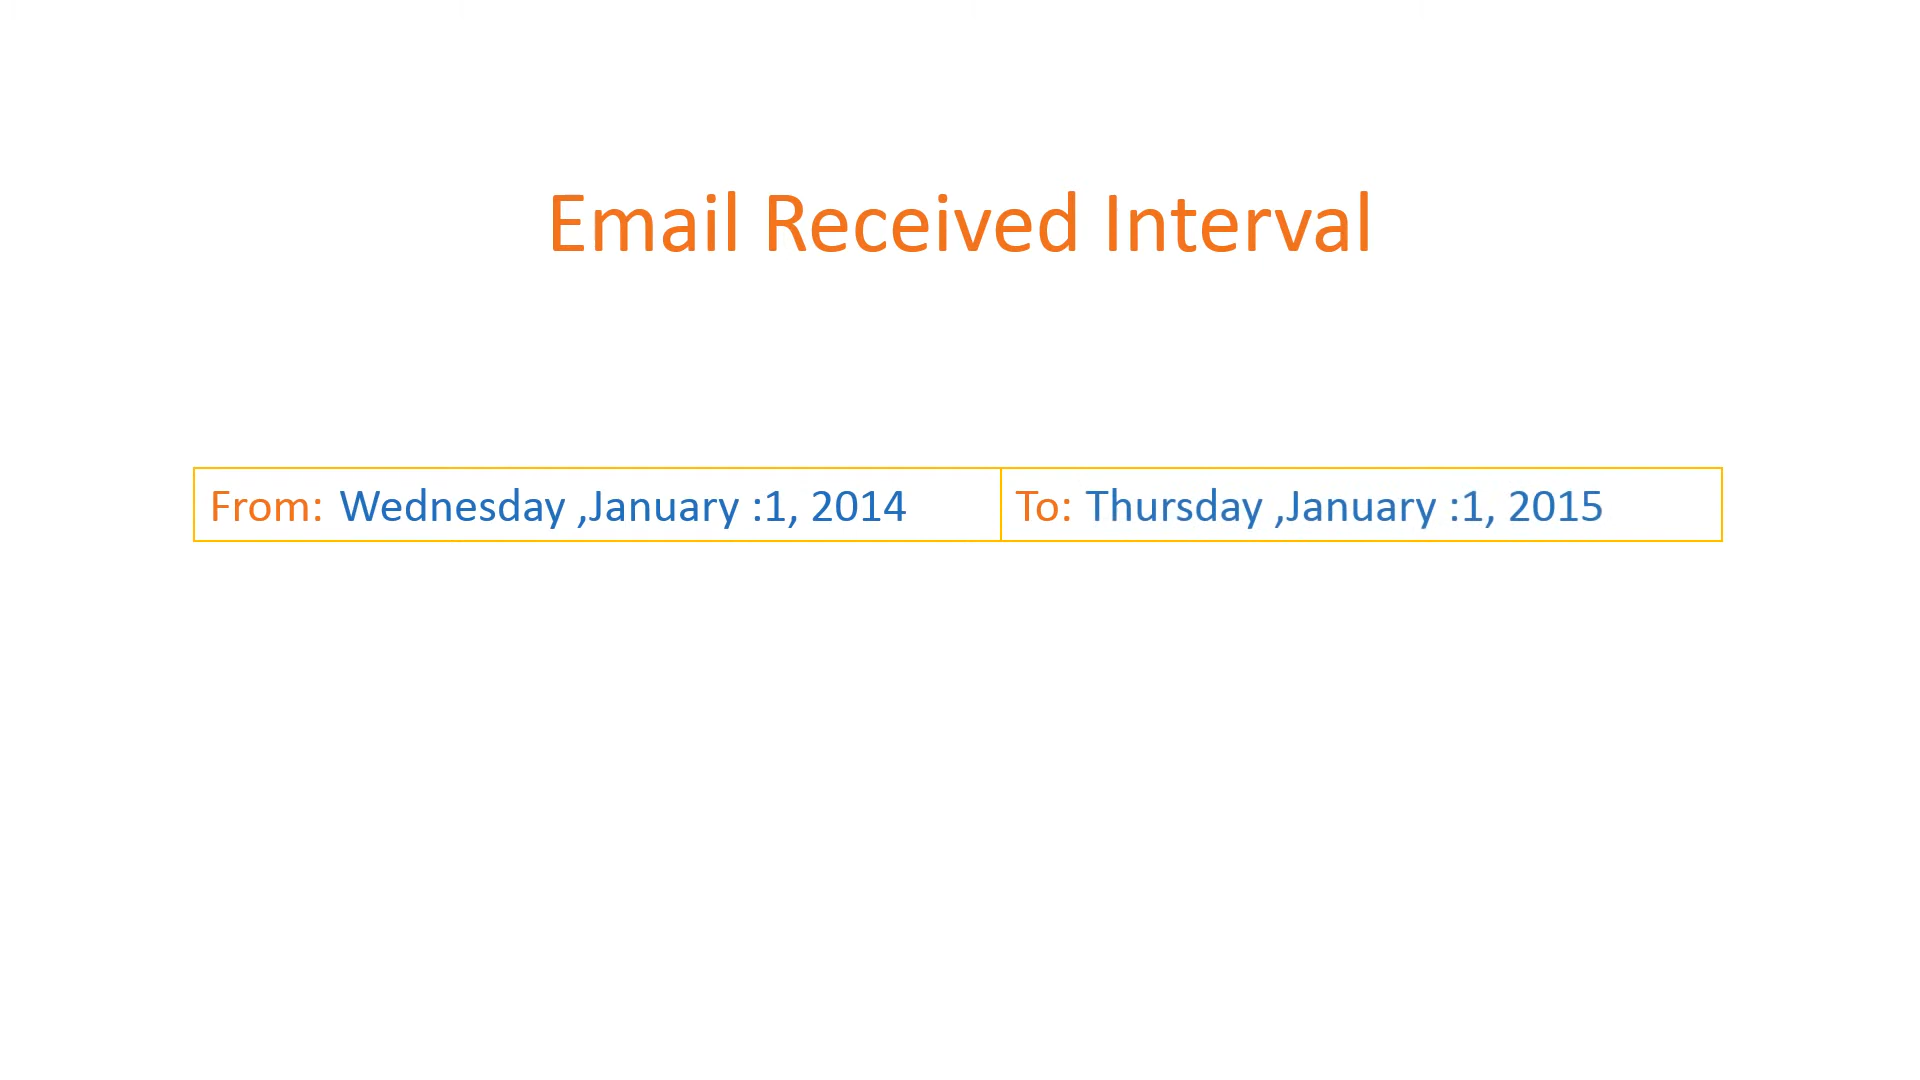 Email Received Interval
From: Wednesday ,January :1, 2014 To: Thursday ,January :1, 2015